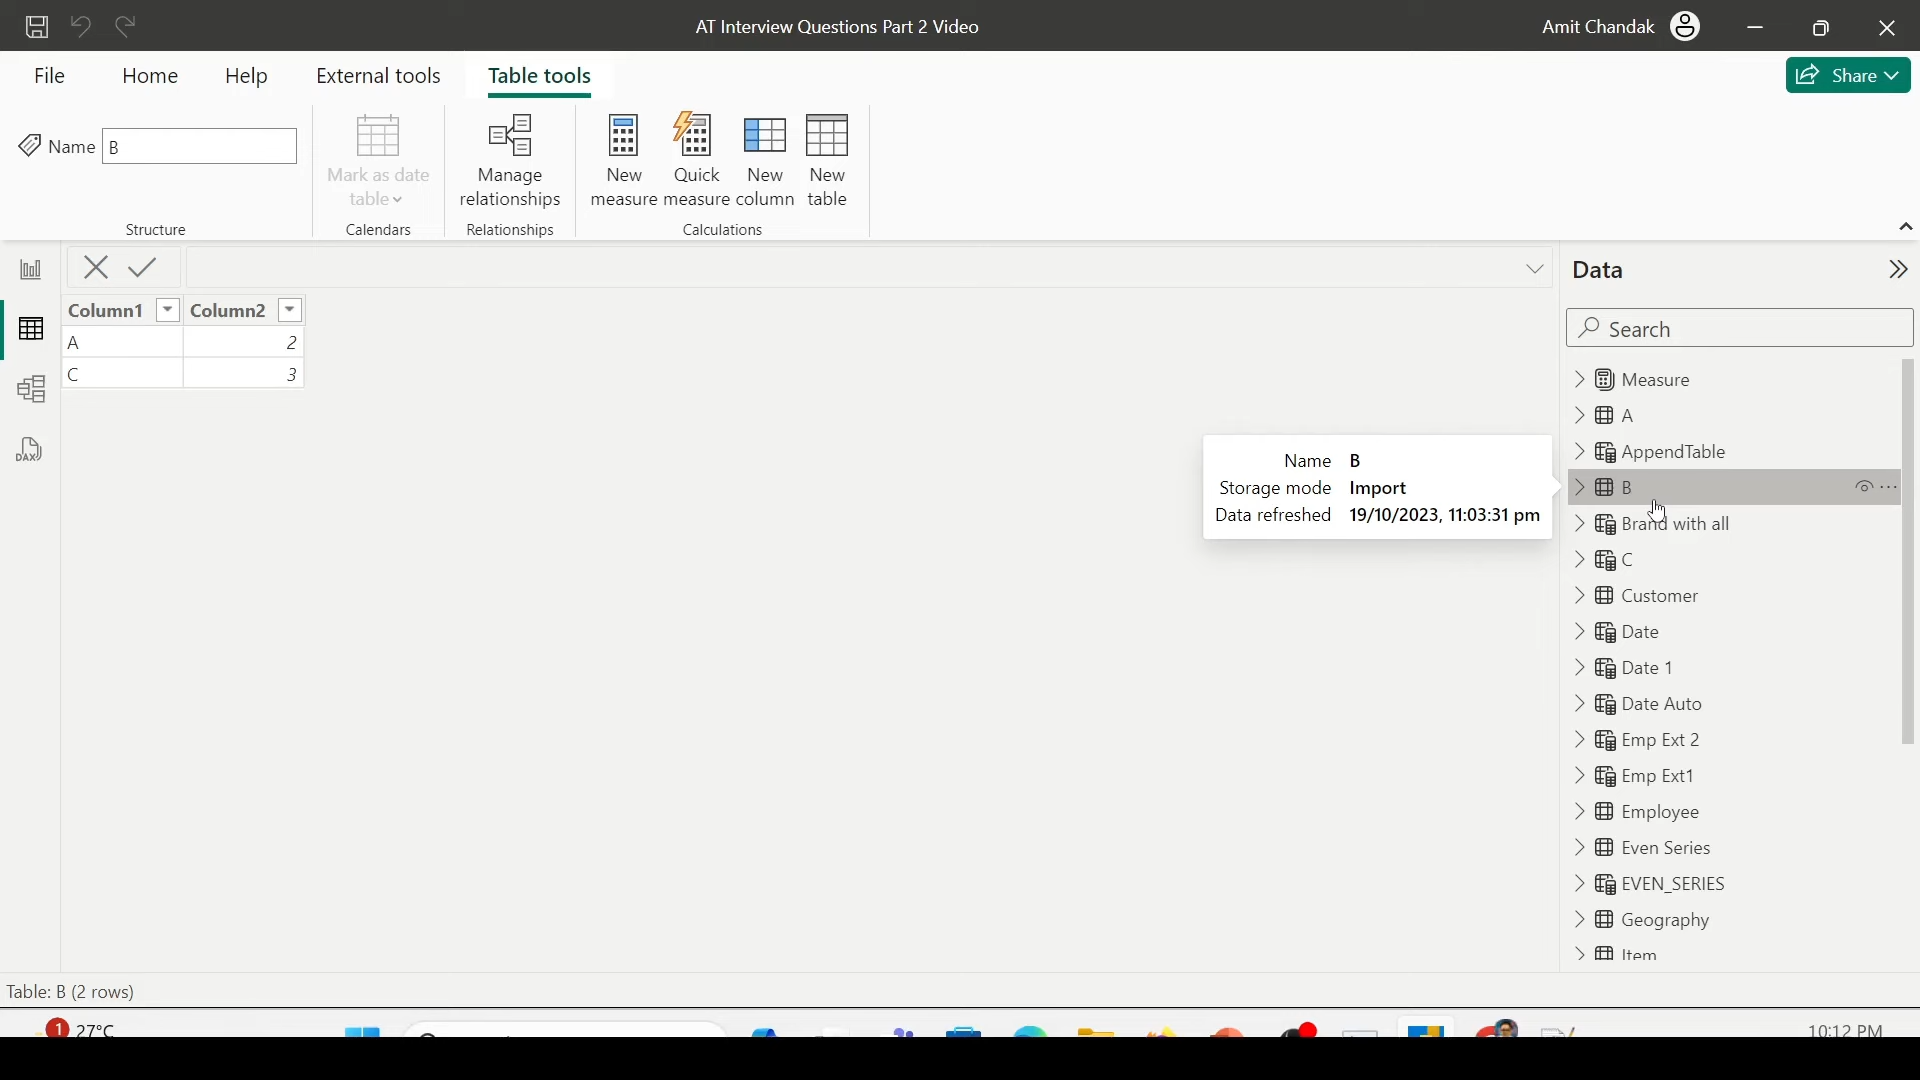 AT Interview Questions Part 2 Video
Amit Chandak
File Home Help External tools Table tools
Share
Name B
Mark as date
table
Manage
relationships
New
measure
Quick
measure
New
column
New
table
Structure
Calendars
Relationships
Calculations
Column1 Column2
A 2
C 3
DAX
Data
Search
Measure
A
AppendTable
B
Brand with all
C
Customer
Date
Date 1
Date Auto
Emp Ext 2
Emp Ext1
Employee
Even Series
EVEN_SERIES
Geography
Item
Name B
Storage mode Import
Data refreshed 19/10/2023, 11:03:31 pm
Table: B (2 rows)
1
27°C
10:12 PM